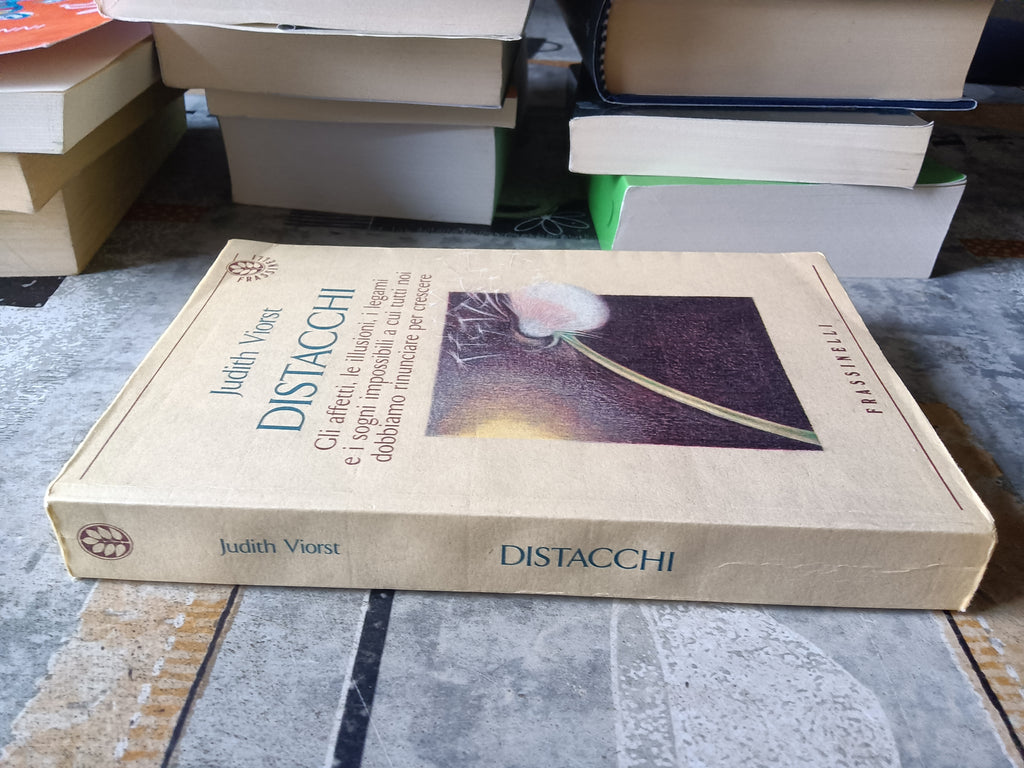 FRASSINELLI
Judith Viorst
DISTACCHI
Gli affetti, le illusioni, i legami
e i sogni impossibili a cui tutti noi
dobbiamo rinunciare per crescere
FRASSINELLI
Judith Viorst
DISTACCHI